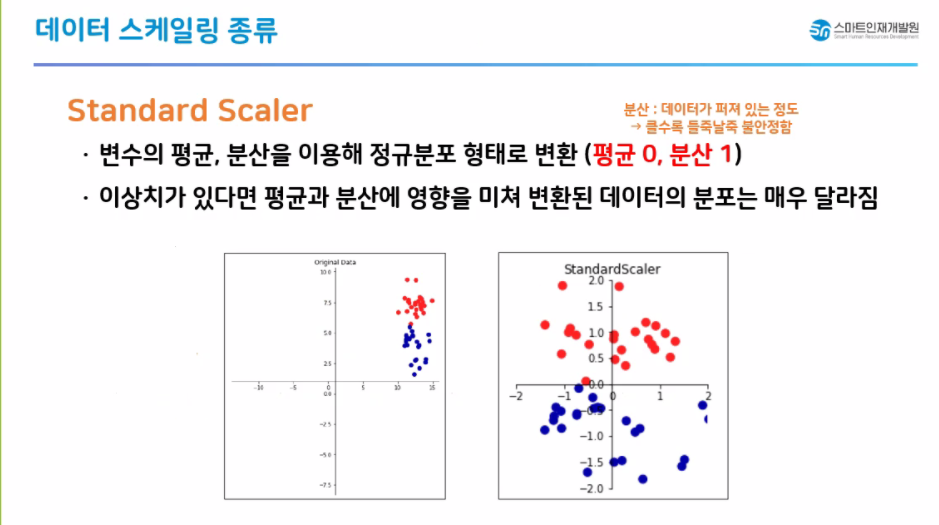 데이터 스케일링 종류
스마트인재개발원
Smart Human Resources Development
Standard Scaler
분산 : 데이터가 퍼져 있는 정도
→ 클수록 들죽날죽 불안정함
· 변수의 평균, 분산을 이용해 정규분포 형태로 변환 (평균 0, 분산 1)
· 이상치가 있다면 평균과 분산에 영향을 미쳐 변환된 데이터의 분포는 매우 달라짐
Original Data
10.0
7.5
5.0
2.5
−10 −5 0 5 10 15
0.0
−2.5
−5.0
−7.5
StandardScaler
2.0
1.5
1.0
0.5
0.0
−2 −1 0 1 2
−0.5
−1.0
−1.5
−2.0